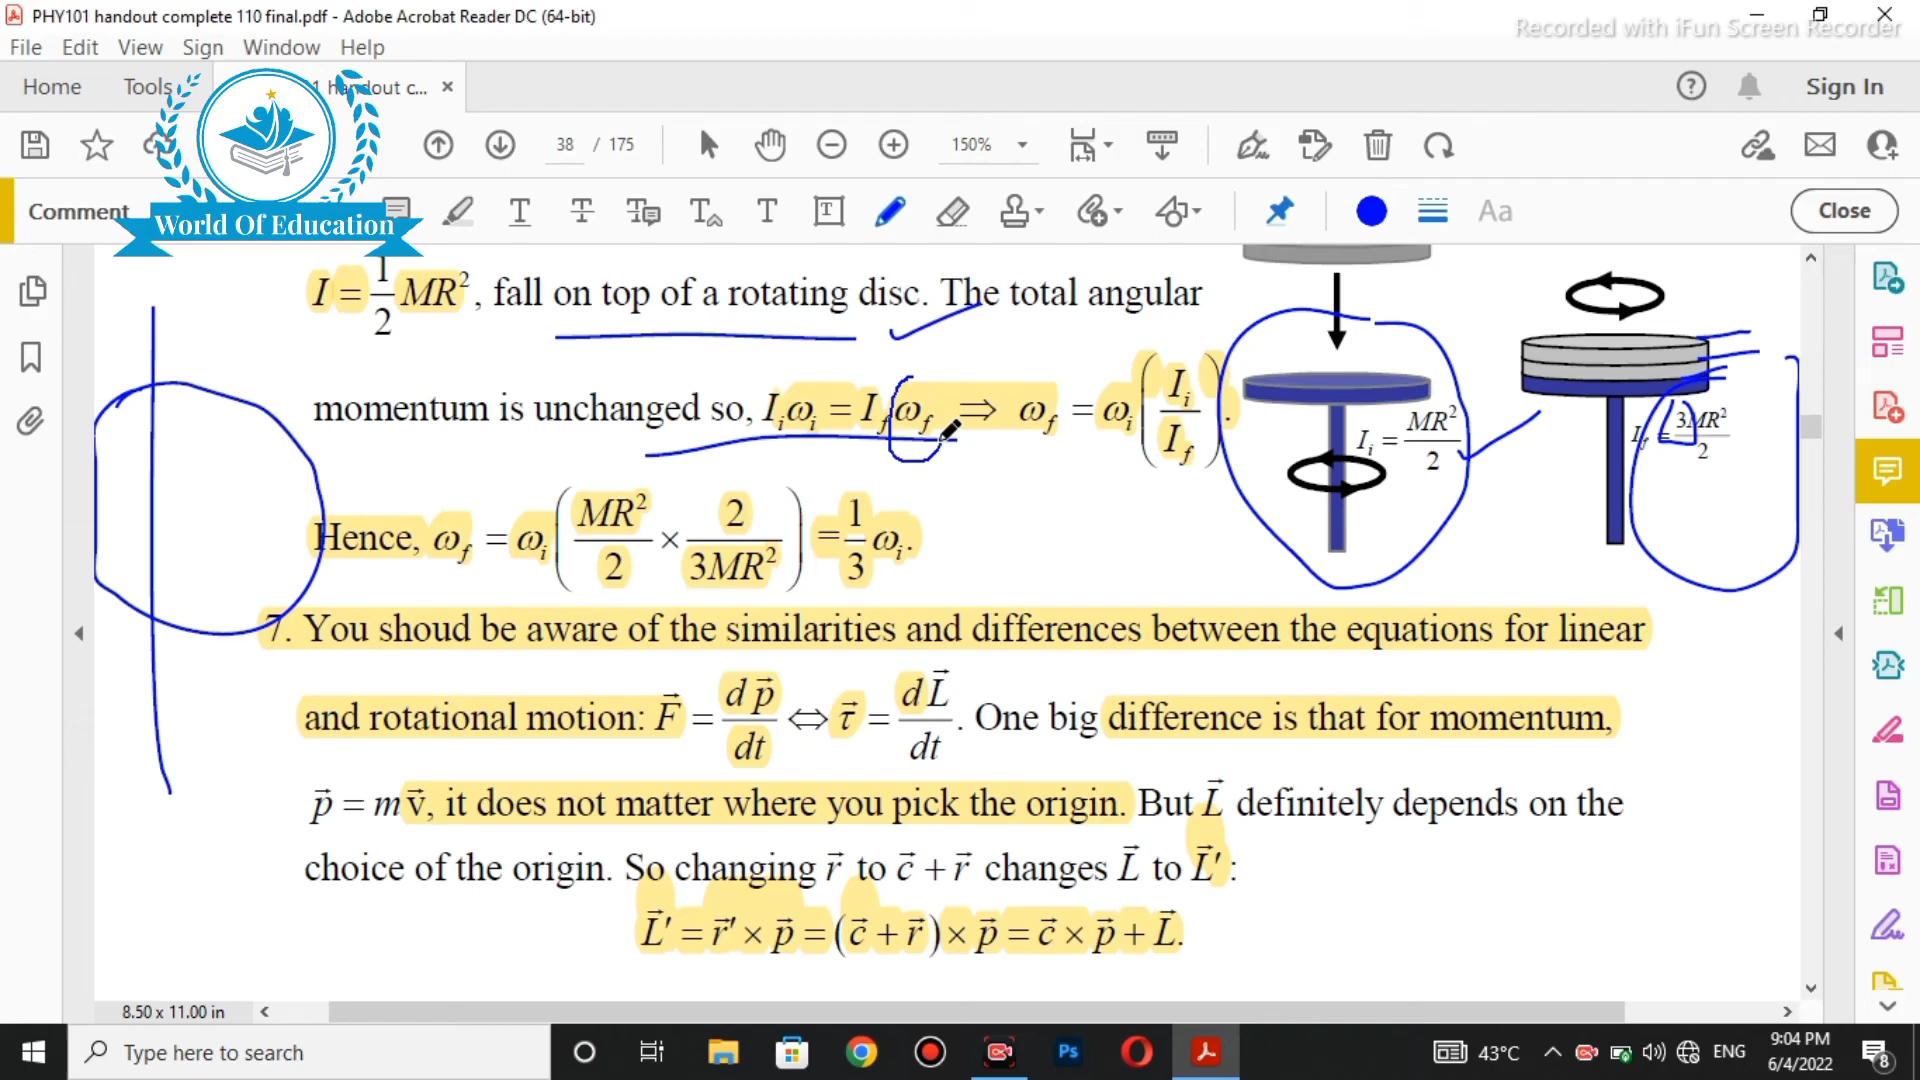 PHY101 handout complete 110 final.pdf - Adobe Acrobat Reader DC (64-bit)
Recorded with iFun Screen Recorder
File Edit View Sign Window Help
Home Tools 1 handout c... × Sign In
38 / 175 150%
Comment Aa Close
World Of Education
I = 1/2 MR², fall on top of a rotating disc. The total angular
momentum is unchanged so, I_i ω_i = I_f ω_f ⇒ ω_f = ω_i (I_i / I_f).
I_i = MR²/2
I_f = 3MR²/2
Hence, ω_f = ω_i (MR²/2 × 2/3MR²) = 1/3 ω_i.
7. You shoud be aware of the similarities and differences between the equations for linear
and rotational motion: F⃗ = dp⃗/dt ⇔ τ⃗ = dL⃗/dt. One big difference is that for momentum,
p⃗ = mv⃗, it does not matter where you pick the origin. But L⃗ definitely depends on the
choice of the origin. So changing r⃗ to c⃗ + r⃗ changes L⃗ to L⃗′ :
L⃗′ = r⃗′ × p⃗ = (c⃗ + r⃗) × p⃗ = c⃗ × p⃗ + L⃗.
8.50 x 11.00 in
Type here to search
Ps
43°C ENG
9:04 PM
6/4/2022
8